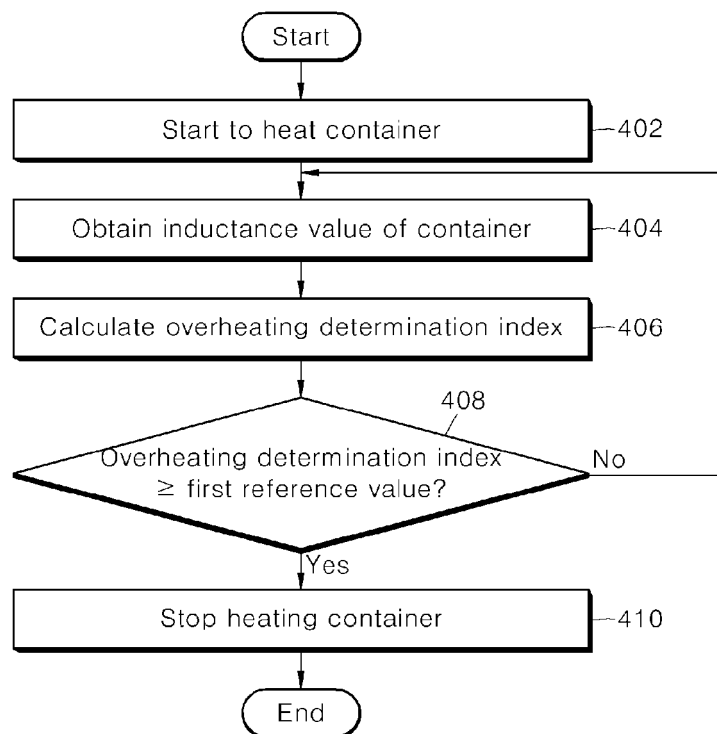 Start
Start to heat container
402
Obtain inductance value of container
404
Calculate overheating determination index
406
408
Overheating determination index
≥ first reference value?
No
Yes
Stop heating container
410
End